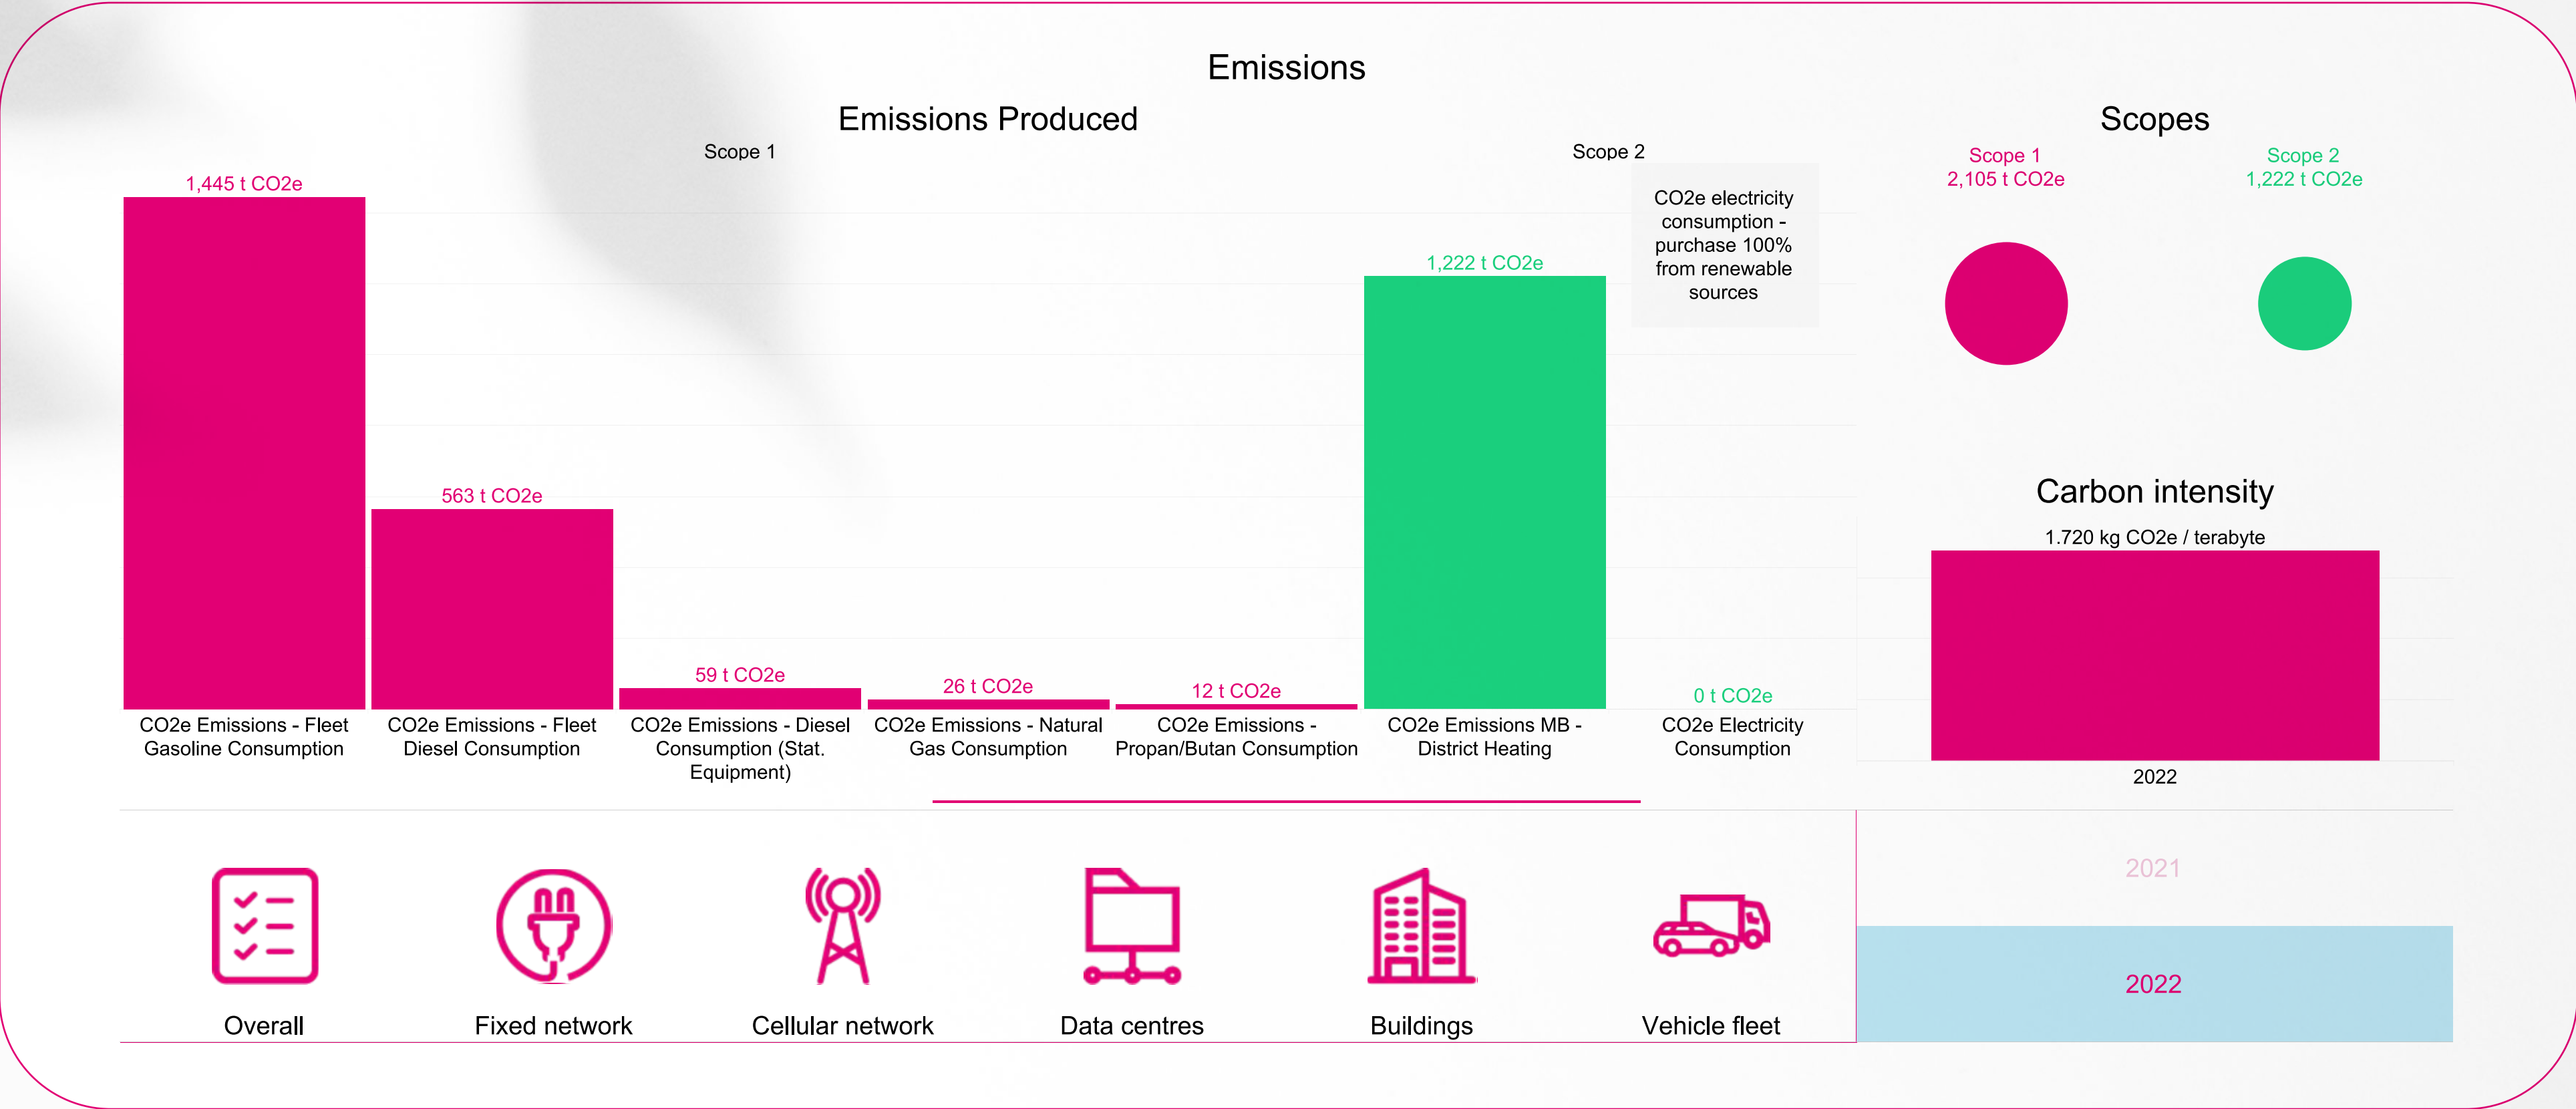 Emissions
Emissions Produced
Scope 1
Scope 2
1,445 t CO2e
563 t CO2e
59 t CO2e
26 t CO2e
12 t CO2e
1,222 t CO2e
0 t CO2e
CO2e electricity
consumption -
purchase 100%
from renewable
sources
CO2e Emissions - Fleet
Gasoline Consumption
CO2e Emissions - Fleet
Diesel Consumption
CO2e Emissions - Diesel
Consumption (Stat.
Equipment)
CO2e Emissions - Natural
Gas Consumption
CO2e Emissions -
Propan/Butan Consumption
CO2e Emissions MB -
District Heating
CO2e Electricity
Consumption
Scopes
Scope 1
2,105 t CO2e
Scope 2
1,222 t CO2e
Carbon intensity
1.720 kg CO2e / terabyte
2022
Overall
Fixed network
Cellular network
Data centres
Buildings
Vehicle fleet
2021
2022